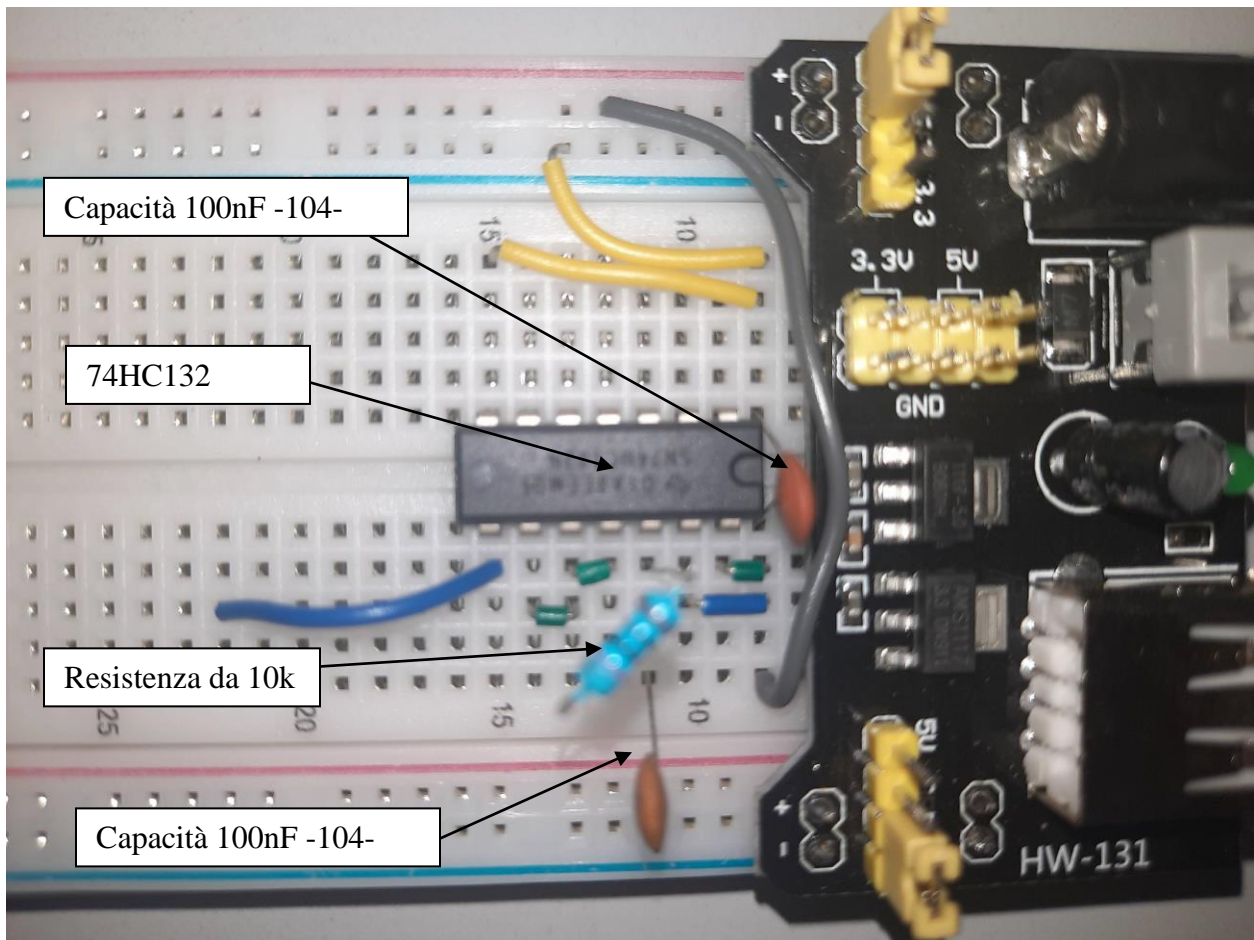 +
-
3.3
Capacità 100nF -104-
15
10
3.3V 5V
74HC132
GND
Resistenza da 10k
25
20
15
10
5V
Capacità 100nF -104-
+
-
HW-131